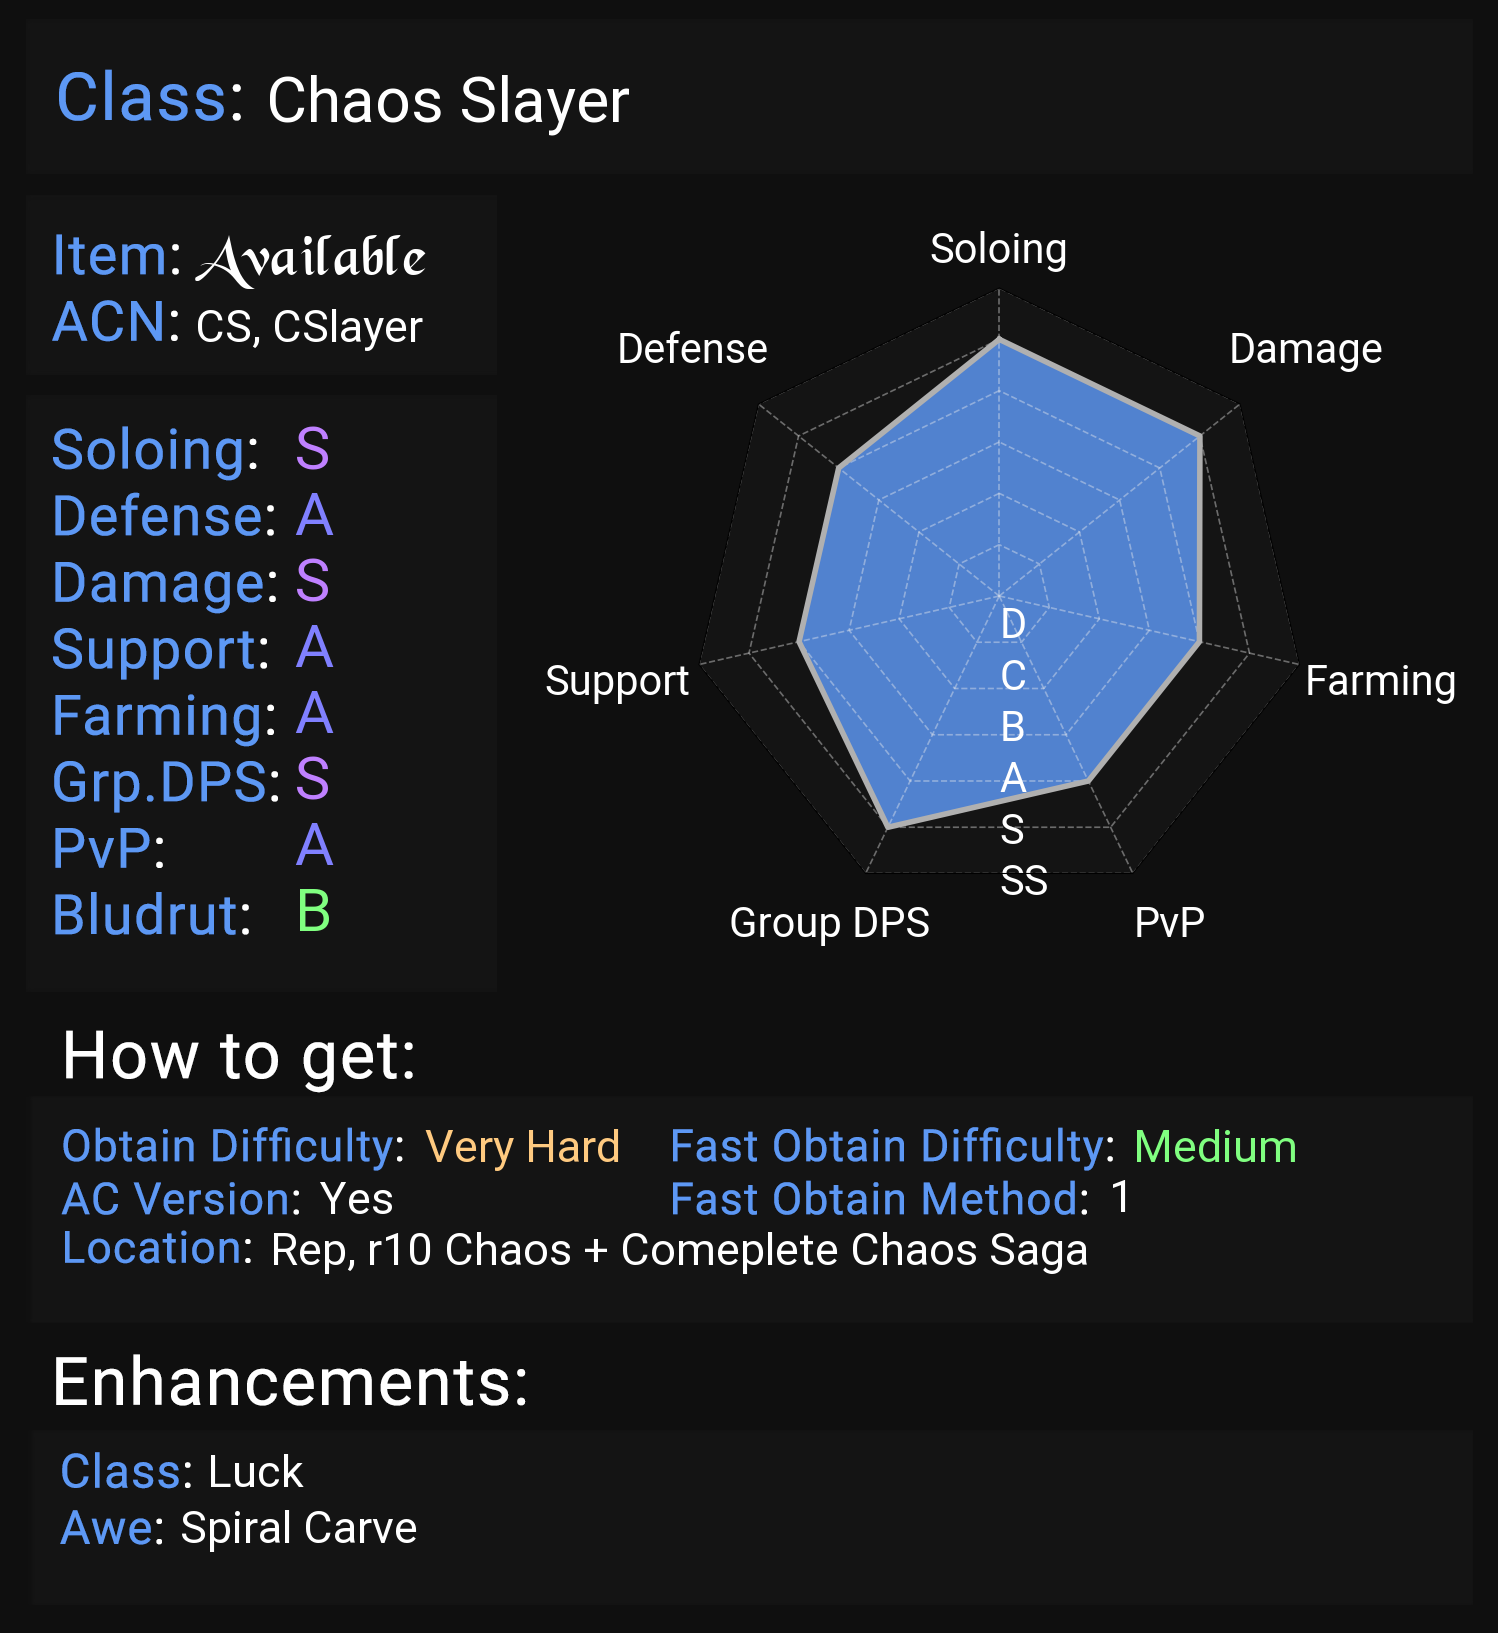 Class: Chaos Slayer
Item: Available
ACN: CS, CSlayer
Soloing: S
Defense: A
Damage: S
Support: A
Farming: A
Grp.DPS: S
PvP: A
Bludrut: B
Soloing
Defense
Damage
Support
Farming
D
C
B
A
S
SS
Group DPS
PvP
How to get:
Obtain Difficulty: Very Hard
Fast Obtain Difficulty: Medium
AC Version: Yes
Fast Obtain Method: 1
Location: Rep, r10 Chaos + Comeplete Chaos Saga
Enhancements:
Class: Luck
Awe: Spiral Carve